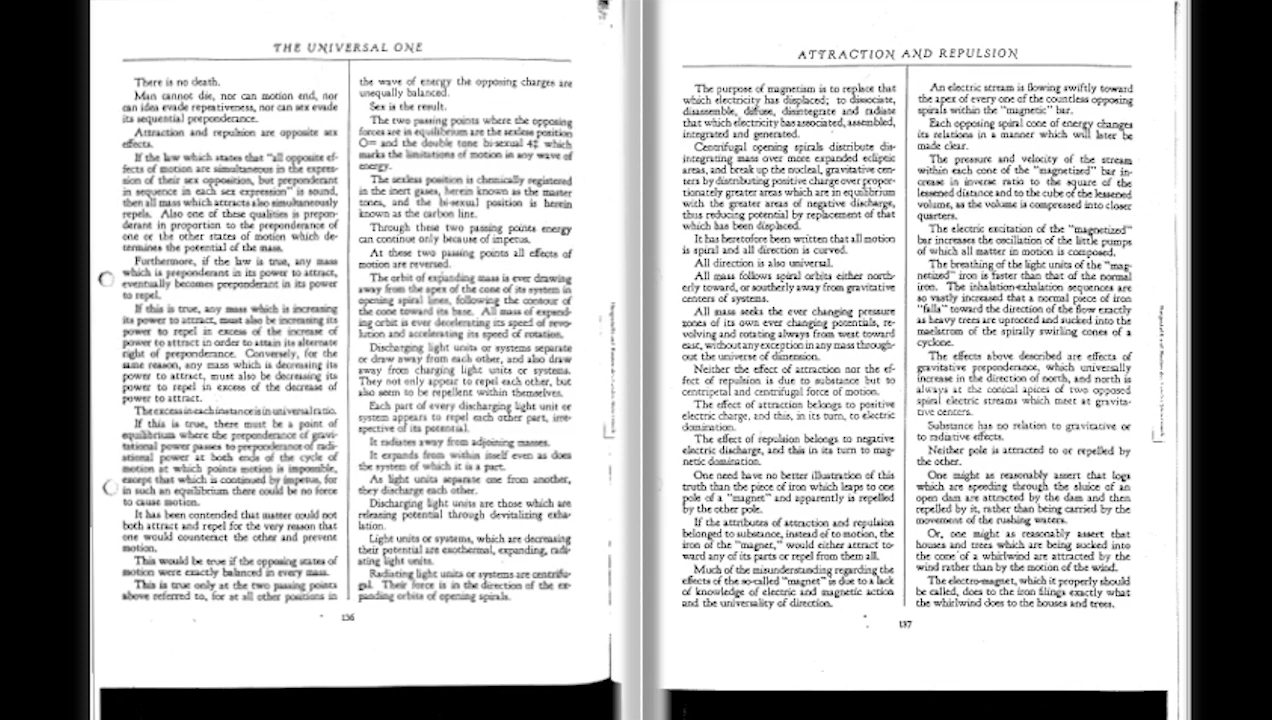 THE UNIVERSAL ONE
There is no death.
Man cannot die, nor can motion end, nor
can idea evade repeativeness, nor can sex evade
its sequential preponderance.
Attraction and repulsion are opposite sex
effects.
If the law which states that "all opposite ef-
fects of motion are simultaneous in the expres-
sion of their sex opposition, but preponderant
in sequence in each sex expression" is sound,
then all mass which attracts also simultaneously
repels. Also one of these qualities is prepon-
derant in proportion to the preponderance of
one or the other states of motion which de-
termines the potential of the mass.
Furthermore, if the law is true, any mass
which is preponderant in its power to attract,
eventually becomes preponderant in its power
to repel.
If this is true, any mass which is increasing
its power to attract, must also be increasing its
power to repel in excess of the increase of
power to attract in order to attain its alternate
right of preponderance. Conversely, for the
same reason, any mass which is decreasing its
power to attract, must also be decreasing its
power to repel in excess of the decrease of
power to attract.
The excess in each instance is in universal ratio.
If this is true, there must be a point of
equilibrium where the preponderance of gravi-
tational power passes to preponderance of radi-
ational power at both ends of the cycle of
motion at which points motion is impossible,
except that which is continued by impetus, for
in such an equilibrium there could be no force
to cause motion.
It has been contended that matter could not
both attract and repel for the very reason that
one would counteract the other and prevent
motion.
This would be true if the opposing states of
motion were exactly balanced in every mass.
This is true only at the two passing points
above referred to, for at all other positions in
the wave of energy the opposing charges are
unequally balanced.
Sex is the result.
The two passing points where the opposing
forces are in equilibrium are the sexless position
O= and the double tone bi-sexual 4‡ which
marks the limitations of motion in any wave of
energy.
The sexless position is chemically registered
in the inert gases, herein known as the master
tones, and the bi-sexual position is herein
known as the carbon line.
Through these two passing points energy
can continue only because of impetus.
At these two passing points all effects of
motion are reversed.
The orbit of expanding mass is ever drawing
away from the apex of the cone of its system in
opening spiral lines, following the contour of
the cone toward its base. All mass of expand-
ing orbit is ever decelerating its speed of revo-
lution and accelerating its speed of rotation.
Discharging light units or systems separate
or draw away from each other, and also draw
away from charging light units or systems.
They not only appear to repel each other, but
also seem to be repellent within themselves.
Each part of every discharging light unit or
system appears to repel each other part, irre-
spective of its potential.
It radiates away from adjoining masses.
It expands from within itself even as does
the system of which it is a part.
As light units separate one from another,
they discharge each other.
Discharging light units are those which are
releasing potential through devitalizing exha-
lation.
Light units or systems, which are decreasing
their potential are exothermal, expanding, radi-
ating light units.
Radiating light units or systems are centrifu-
gal. Their force is in the direction of the ex-
panding orbits of opening spirals.
136
ATTRACTION AND REPULSION
The purpose of magnetism is to replace that
which electricity has displaced; to dissociate,
disassemble, diffuse, disintegrate and radiate
that which electricity has associated, assembled,
integrated and generated.
Centrifugal opening spirals distribute dis-
integrating mass over more expanded ecliptic
areas, and break up the nucleal, gravitative cen-
ters by distributing positive charge over propor-
tionately greater areas which are in equilibrium
with the greater areas of negative discharge,
thus reducing potential by replacement of that
which has been displaced.
It has heretofore been written that all motion
is spiral and all direction is curved.
All direction is also universal.
All mass follows spiral orbits either north-
erly toward, or southerly away from gravitative
centers of systems.
All mass seeks the ever changing pressure
zones of its own ever changing potentials, re-
volving and rotating always from west toward
east, without any exception in any mass through-
out the universe of dimension.
Neither the effect of attraction nor the ef-
fect of repulsion is due to substance but to
centripetal and centrifugal force of motion.
The effect of attraction belongs to positive
electric charge, and this, in its turn, to electric
domination.
The effect of repulsion belongs to negative
electric discharge, and this in its turn to mag-
netic domination.
One need have no better illustration of this
truth than the piece of iron which leaps to one
pole of a "magnet" and apparently is repelled
by the other pole.
If the attributes of attraction and repulsion
belonged to substance, instead of to motion, the
iron of the "magnet," would either attract to-
ward any of its parts or repel from them all.
Much of the misunderstanding regarding the
effects of the so-called "magnet" is due to a lack
of knowledge of electric and magnetic action
and the universality of direction.
An electric stream is flowing swiftly toward
the apex of every one of the countless opposing
spirals within the "magnetic" bar.
Each opposing spiral cone of energy changes
its relations in a manner which will later be
made clear.
The pressure and velocity of the stream
within each cone of the "magnetized" bar in-
crease in inverse ratio to the square of the
lessened distance and to the cube of the lessened
volume, as the volume is compressed into closer
quarters.
The electric excitation of the "magnetized"
bar increases the oscillation of the little pumps
of which all matter in motion is composed.
The breathing of the light units of the "mag-
netized" iron is faster than that of the normal
iron. The inhalation-exhalation sequences are
so vastly increased that a normal piece of iron
"falls" toward the direction of the flow exactly
as heavy trees are uprooted and sucked into the
maelstrom of the spirally swirling cones of a
cyclone.
The effects above described are effects of
gravitative preponderance, which universally
increase in the direction of north, and north is
always at the conical apices of two opposed
spiral electric streams which meet at gravita-
tive centers.
Substance has no relation to gravitative or
to radiative effects.
Neither pole is attracted to or repelled by
the other.
One might as reasonably assert that logs
which are speeding through the sluice of an
open dam are attracted by the dam and then
repelled by it, rather than being carried by the
movement of the rushing waters.
Or, one might as reasonably assert that
houses and trees which are being sucked into
the cone of a whirlwind are attracted by the
wind rather than by the motion of the wind.
The electro-magnet, which it properly should
be called, does to the iron filings exactly what
the whirlwind does to the houses and trees.
137